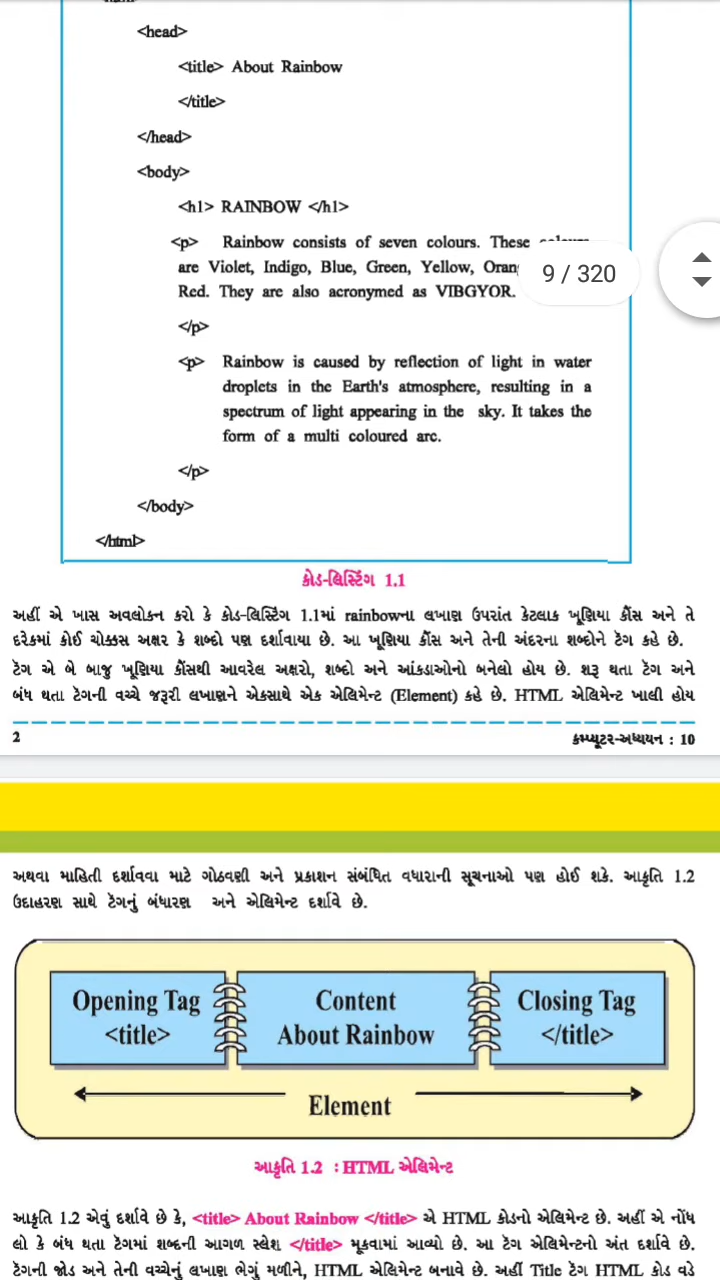 <head>
<title> About Rainbow
</title>
</head>
<body>
<h1> RAINBOW </h1>
<p> Rainbow consists of seven colours. These
are Violet, Indigo, Blue, Green, Yellow,
Red. They are also acronymed as VIBGYOR.
9 / 320
</p>
<p> Rainbow is caused by reflection of light in water
droplets in the Earth's atmosphere, resulting in a
spectrum of light appearing in the sky. It takes the
form of a multi coloured arc.
</p>
</body>
</html>
કોડ-લિસ્ટિંગ 1.1
અહીં એ ખાસ અવલોકન કરો કે કોડ-લિસ્ટિંગ 1.1માં rainbowના લખાણ ઉપરાંત કેટલાક ખૂણિયા કૌંસ અને તે
દરેકમાં કોઈ ચોક્કસ અક્ષર કે શબ્દો પણ દર્શાવાયા છે. આ ખૂણિયા કૌંસ અને તેની અંદરના શબ્દોને ટૅગ કહે છે.
ટૅગ એ બે બાજુ ખૂણિયા કૌંસથી આવરેલ અક્ષરો, શબ્દો અને આંકડાઓનો બનેલો હોય છે. શરૂ થતા ટૅગ અને
બંધ થતા ટૅગની વચ્ચે જરૂરી લખાણને એકસાથે એક એલિમેન્ટ (Element) કહે છે. HTML એલિમેન્ટ ખાલી હોય
2
કમ્પ્યૂટર-અધ્યયન : 10
અથવા માહિતી દર્શાવવા માટે ગોઠવણી અને પ્રકાશન સંબંધિત વધારાની સૂચનાઓ પણ હોઈ શકે. આકૃતિ 1.2
ઉદાહરણ સાથે ટૅગનું બંધારણ અને એલિમેન્ટ દર્શાવે છે.
Opening Tag Content Closing Tag
<title> About Rainbow </title>
Element
આકૃતિ 1.2 : HTML એલિમેન્ટ
આકૃતિ 1.2 એવું દર્શાવે છે કે, <title> About Rainbow </title> એ HTML કોડનો એલિમેન્ટ છે. અહીં એ નોંધ
લો કે બંધ થતા ટૅગમાં શબ્દની આગળ સ્લેશ </title> મૂકવામાં આવ્યો છે. આ ટૅગ એલિમેન્ટનો અંત દર્શાવે છે.
ટૅગની જોડ અને તેની વચ્ચેનું લખાણ ભેગું મળીને, HTML એલિમેન્ટ બનાવે છે. અહીં Title ટૅગ HTML કોડ વડે